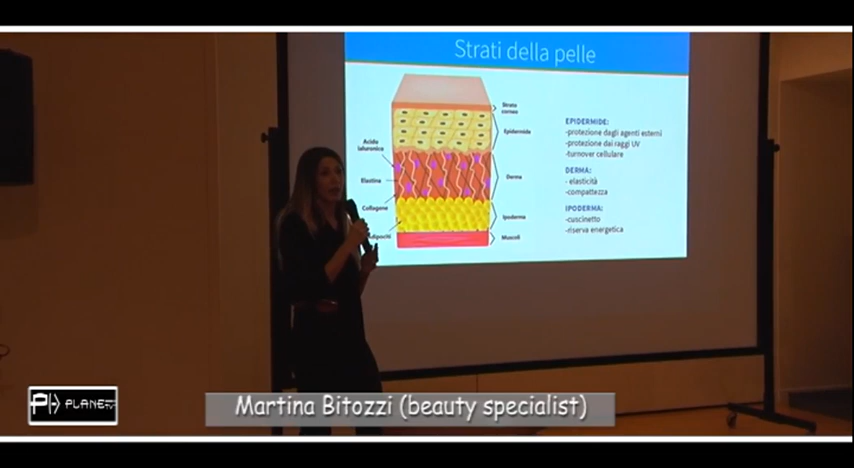 Strati della pelle
Strato
corneo
Epidermide
Acido
Ialuronico
Elastina
Derma
Collagene
Ipoderma
Adipociti
Muscoli
EPIDERMIDE:
-protezione dagli agenti esterni
-protezione dai raggi UV
-turnover cellulare
DERMA:
- elasticità
-compattezza
IPODERMA:
-cuscinetto
-riserva energetica
PLANET
Martina Bitozzi (beauty specialist)